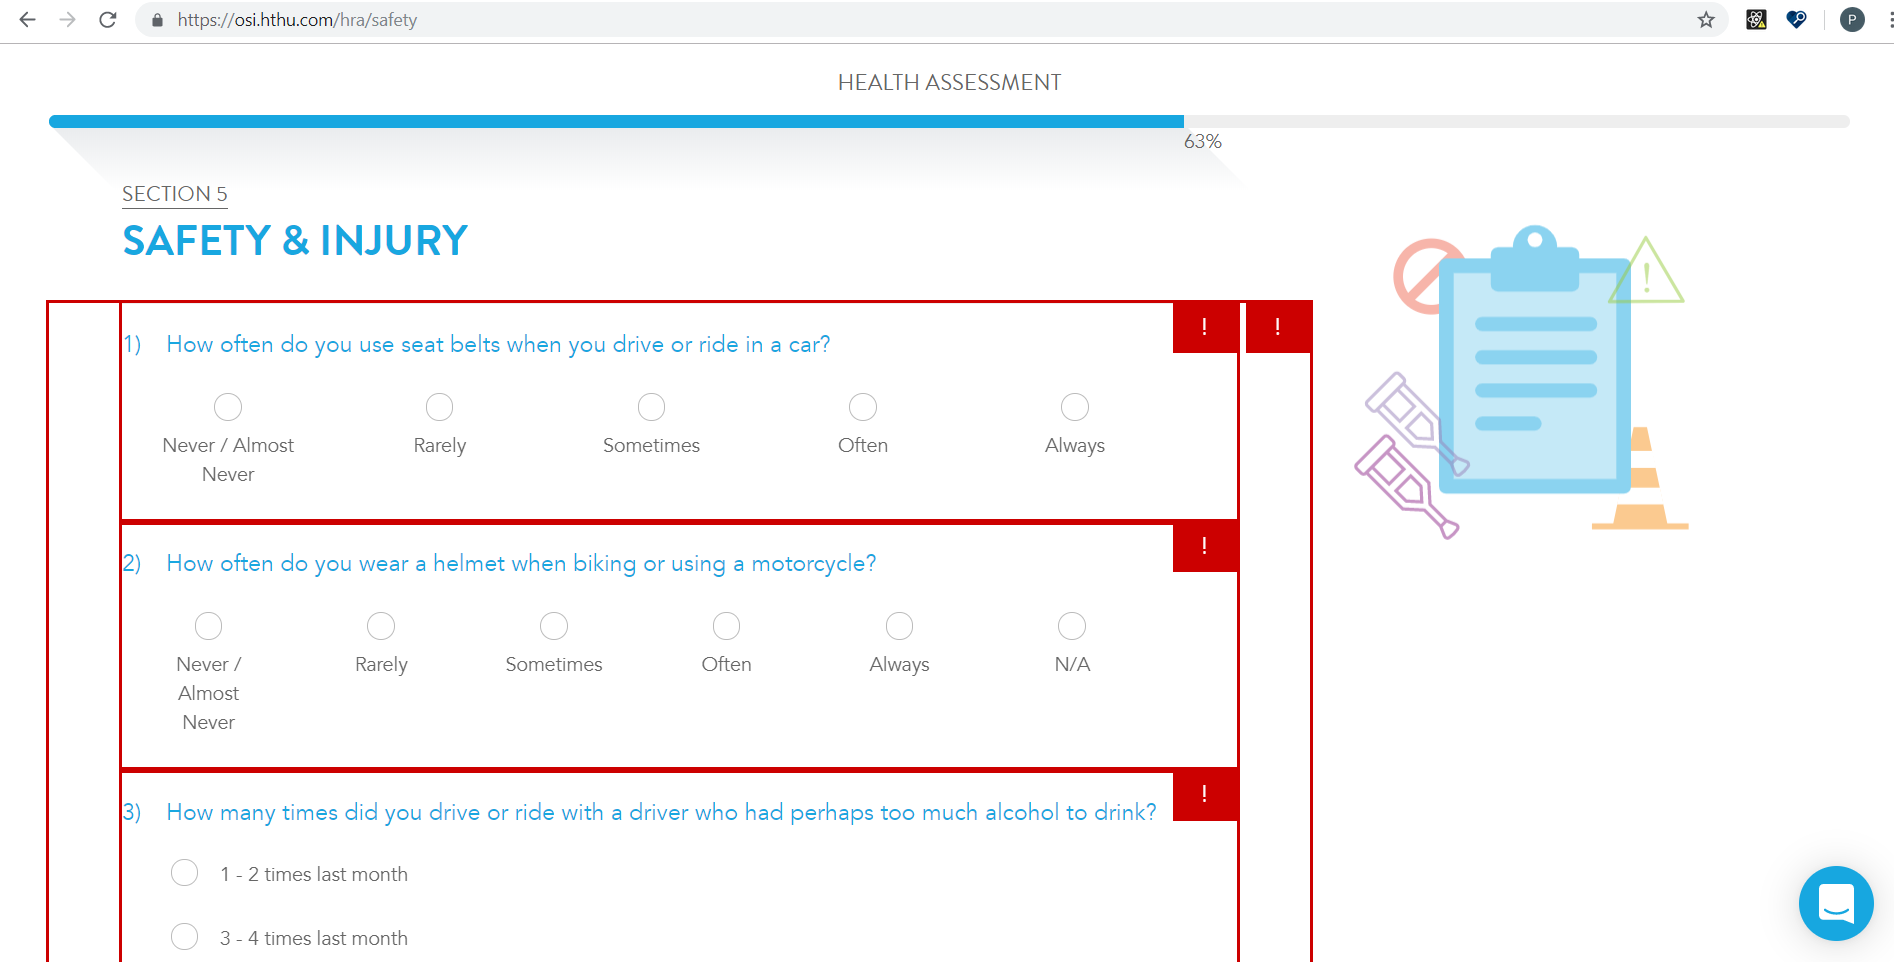 https://osi.hthu.com/hra/safety
P
HEALTH ASSESSMENT
63%
SECTION 5
SAFETY & INJURY
!
!
!
1) How often do you use seat belts when you drive or ride in a car?
Never / Almost
Never
Rarely
Sometimes
Often
Always
!
2) How often do you wear a helmet when biking or using a motorcycle?
Never /
Almost
Never
Rarely
Sometimes
Often
Always
N/A
!
3) How many times did you drive or ride with a driver who had perhaps too much alcohol to drink?
1 - 2 times last month
3 - 4 times last month